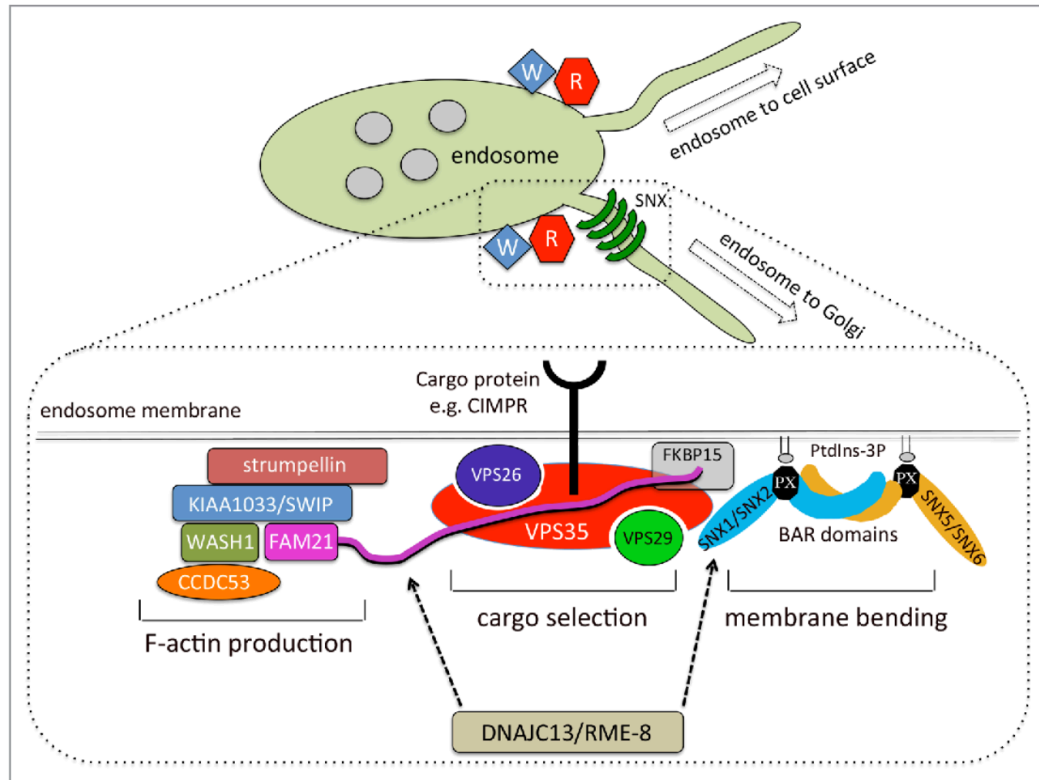 W
R
endosome
endosome to cell surface
SNX
W
R
endosome to Golgi
Cargo protein
e.g. CIMPR
endosome membrane
strumpellin
KIAA1033/SWIP
WASH1
FAM21
CCDC53
VPS26
VPS35
VPS29
FKBP15
PtdIns-3P
PX
PX
SNX1/SNX2
SNX5/SNX6
BAR domains
F-actin production
cargo selection
membrane bending
DNAJC13/RME-8